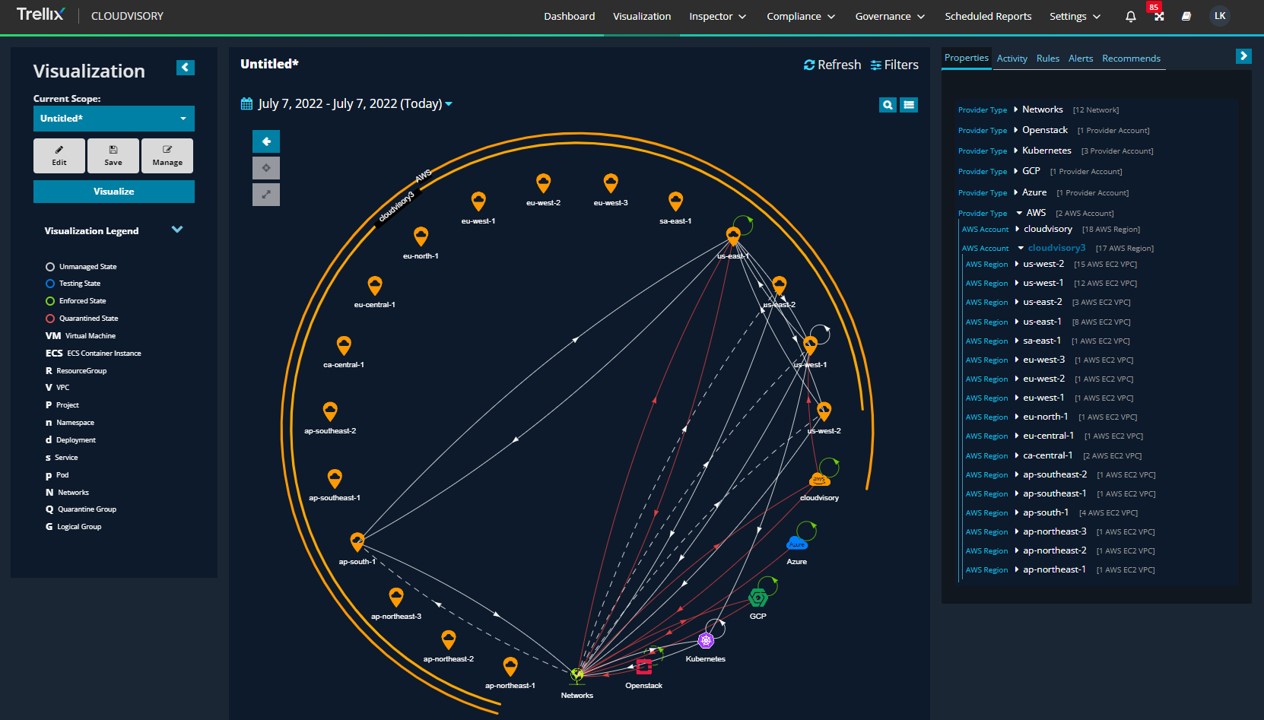 Trellix
CLOUDVISORY
Dashboard
Visualization
Inspector
Compliance
Governance
Scheduled Reports
Settings
85
LK
Visualization
Current Scope:
Untitled*
Edit
Save
Manage
Visualize
Visualization Legend
Unmanaged State
Testing State
Enforced State
Quarantined State
VM Virtual Machine
ECS ECS Container Instance
R ResourceGroup
V VPC
P Project
n Namespace
d Deployment
s Service
p Pod
N Networks
Q Quarantine Group
G Logical Group
Untitled*
Refresh
Filters
July 7, 2022 - July 7, 2022 (Today)
AWS
cloudvisory3
eu-west-1
eu-west-2
eu-west-3
sa-east-1
us-east-1
eu-north-1
eu-central-1
us-east-2
ca-central-1
us-west-1
ap-southeast-2
us-west-2
ap-southeast-1
aws
cloudvisory
ap-south-1
Azure
Azure
ap-northeast-3
GCP
ap-northeast-2
Kubernetes
ap-northeast-1
Networks
Openstack
Properties
Activity
Rules
Alerts
Recommends
Provider Type Networks [12 Network]
Provider Type Openstack [1 Provider Account]
Provider Type Kubernetes [3 Provider Account]
Provider Type GCP [1 Provider Account]
Provider Type Azure [1 Provider Account]
Provider Type AWS [2 AWS Account]
AWS Account cloudvisory [18 AWS Region]
AWS Account cloudvisory3 [17 AWS Region]
AWS Region us-west-2 [15 AWS EC2 VPC]
AWS Region us-west-1 [12 AWS EC2 VPC]
AWS Region us-east-2 [3 AWS EC2 VPC]
AWS Region us-east-1 [8 AWS EC2 VPC]
AWS Region sa-east-1 [1 AWS EC2 VPC]
AWS Region eu-west-3 [1 AWS EC2 VPC]
AWS Region eu-west-2 [1 AWS EC2 VPC]
AWS Region eu-west-1 [1 AWS EC2 VPC]
AWS Region eu-north-1 [1 AWS EC2 VPC]
AWS Region eu-central-1 [1 AWS EC2 VPC]
AWS Region ca-central-1 [2 AWS EC2 VPC]
AWS Region ap-southeast-2 [1 AWS EC2 VPC]
AWS Region ap-southeast-1 [1 AWS EC2 VPC]
AWS Region ap-south-1 [4 AWS EC2 VPC]
AWS Region ap-northeast-3 [1 AWS EC2 VPC]
AWS Region ap-northeast-2 [1 AWS EC2 VPC]
AWS Region ap-northeast-1 [1 AWS EC2 VPC]